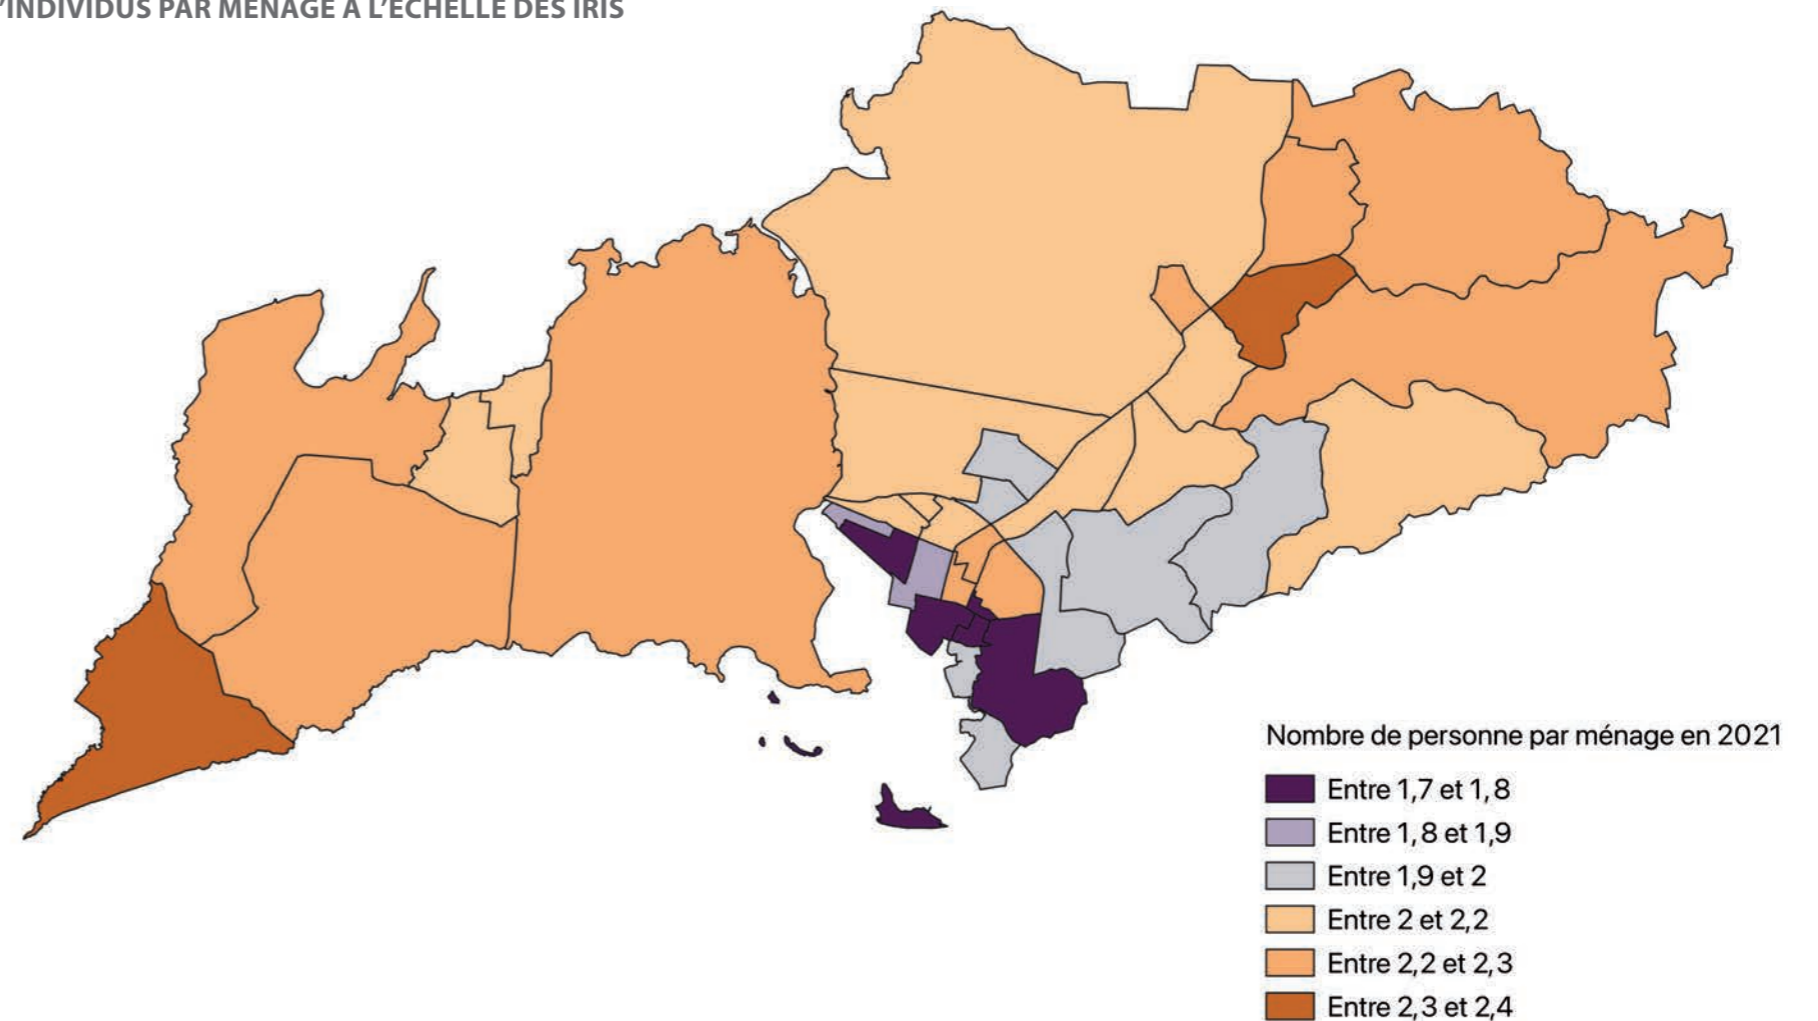 'INDIVIDUS PAR MÉNAGE À L'ÉCHELLE DES IRIS
Nombre de personne par ménage en 2021
Entre 1,7 et 1,8
Entre 1,8 et 1,9
Entre 1,9 et 2
Entre 2 et 2,2
Entre 2,2 et 2,3
Entre 2,3 et 2,4